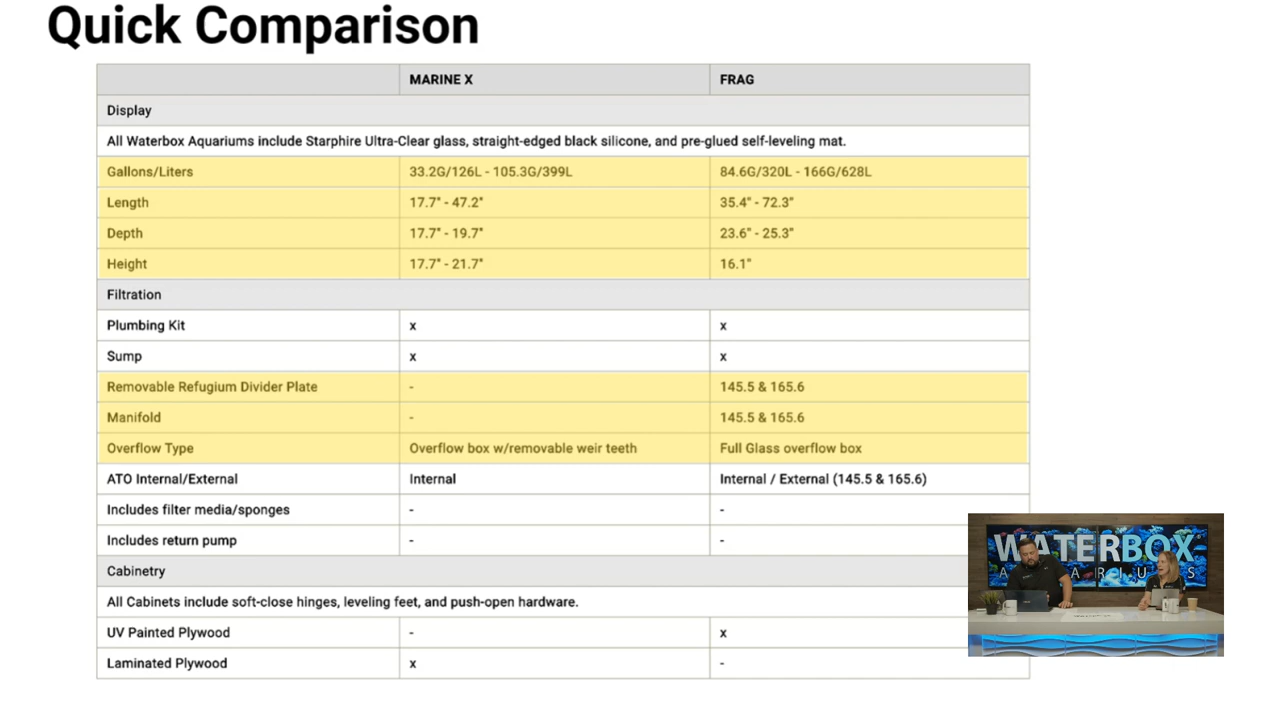 Quick Comparison
MARINE X FRAG
Display
All Waterbox Aquariums include Starphire Ultra-Clear glass, straight-edged black silicone, and pre-glued self-leveling mat.
Gallons/Liters 33.2G/126L - 105.3G/399L 84.6G/320L - 166G/628L
Length 17.7" - 47.2" 35.4" - 72.3"
Depth 17.7" - 19.7" 23.6" - 25.3"
Height 17.7" - 21.7" 16.1"
Filtration
Plumbing Kit x x
Sump x x
Removable Refugium Divider Plate - 145.5 & 165.6
Manifold - 145.5 & 165.6
Overflow Type Overflow box w/removable weir teeth Full Glass overflow box
ATO Internal/External Internal Internal / External (145.5 & 165.6)
Includes filter media/sponges - -
Includes return pump - -
Cabinetry
All Cabinets include soft-close hinges, leveling feet, and push-open hardware.
UV Painted Plywood - x
Laminated Plywood x -
WATERBOX